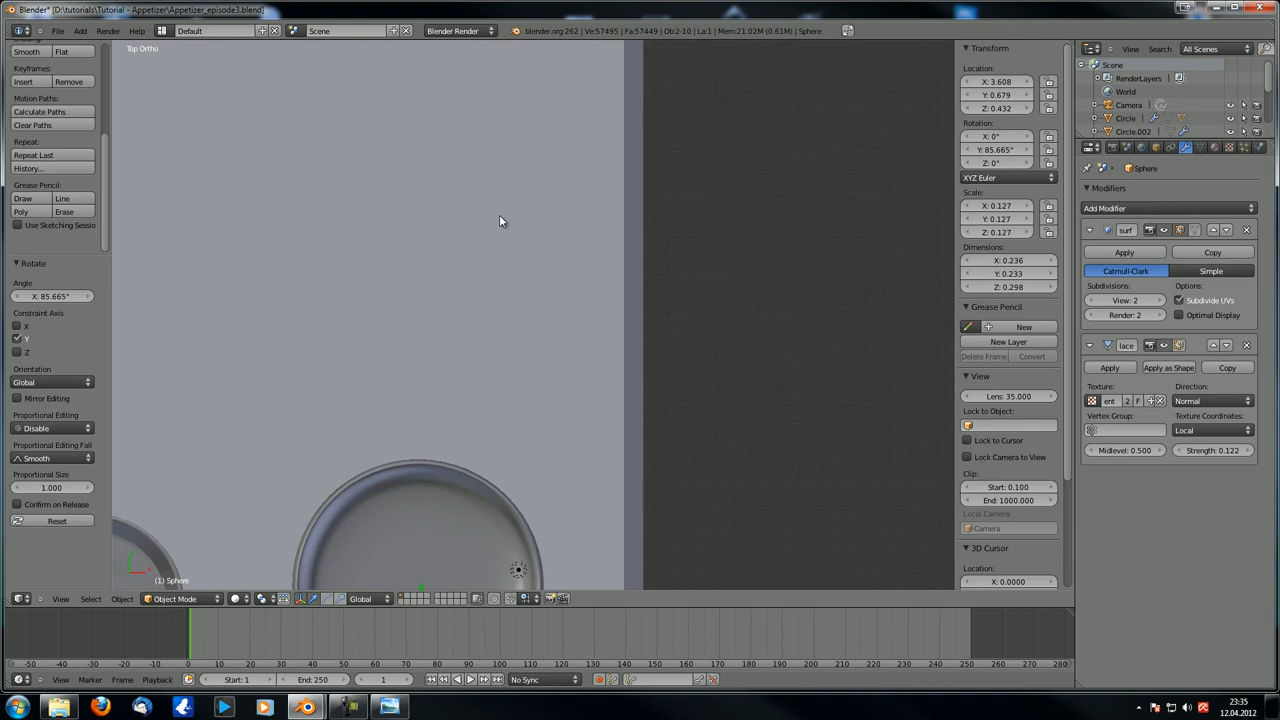 Blender* [D:\tutorials\Tutorial - Appetizer\Appetizer_episode3.blend]
File Add Render Help Default Scene Blender Render blender.org 262 | Ve:57495 | Fa:57449 | Ob:2-10 | La:1 | Mem:21.02M (0.61M) | Sphere
View Search All Scenes
Smooth Flat
Keyframes:
Insert Remove
Motion Paths:
Calculate Paths
Clear Paths
Repeat:
Repeat Last
History...
Grease Pencil:
Draw Line
Poly Erase
Use Sketching Sessio
Rotate
Angle
X: 85.665°
Constraint Axis
X
Y
Z
Orientation
Global
Mirror Editing
Proportional Editing
Disable
Proportional Editing Fall
Smooth
Proportional Size
1.000
Confirm on Release
Reset
Top Ortho
(1) Sphere
Transform
Location:
X: 3.608
Y: 0.679
Z: 0.432
Rotation:
X: 0°
Y: 85.665°
Z: 0°
XYZ Euler
Scale:
X: 0.127
Y: 0.127
Z: 0.127
Dimensions:
X: 0.236
Y: 0.233
Z: 0.298
Grease Pencil
New
New Layer
Delete Frame Convert
View
Lens: 35.000
Lock to Object:
Lock to Cursor
Lock Camera to View
Clip:
Start: 0.100
End: 1000.000
Local Camera:
Camera
3D Cursor
Location:
X: 0.0000
Scene
RenderLayers
World
Camera
Circle
Circle.002
Sphere
Modifiers
Add Modifier
surf
Apply Copy
Catmull-Clark Simple
Subdivisions: Options:
View: 2 Subdivide UVs
Render: 2 Optimal Display
lace
Apply Apply as Shape Copy
Texture: Direction:
ent 2 F Normal
Vertex Group: Texture Coordinates:
Local
Midlevel: 0.500 Strength: 0.122
View Select Object Object Mode Global
-50 -40 -30 -20 -10 0 10 20 30 40 50 60 70 80 90 100 110 120 130 140 150 160 170 180 190 200 210 220 230 240 250 260 270 280
View Marker Frame Playback Start: 1 End: 250 1 No Sync
23:35
12.04.2012